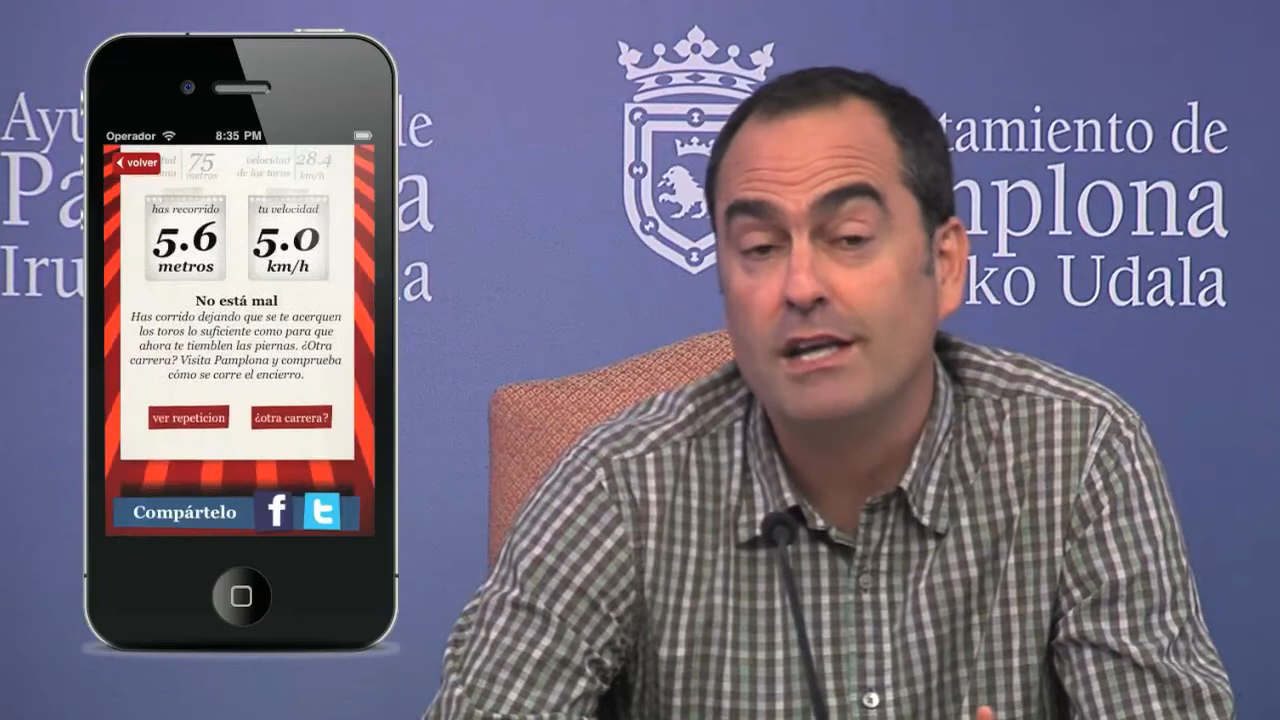 Operador
8:35 PM
volver
75
metros
velocidad
de los toros
28.4
km/h
has recorrido
5.6
metros
tu velocidad
5.0
km/h
No está mal
Has corrido dejando que se te acerquen
los toros lo suficiente como para que
ahora te tiemblen las piernas. ¿Otra
carrera? Visita Pamplona y comprueba
cómo se corre el encierro.
ver repeticion
¿otra carrera?
Compártelo
f
t
Ayu
de
Pa
a
Iru
la
tamiento de
mplona
ko Udala